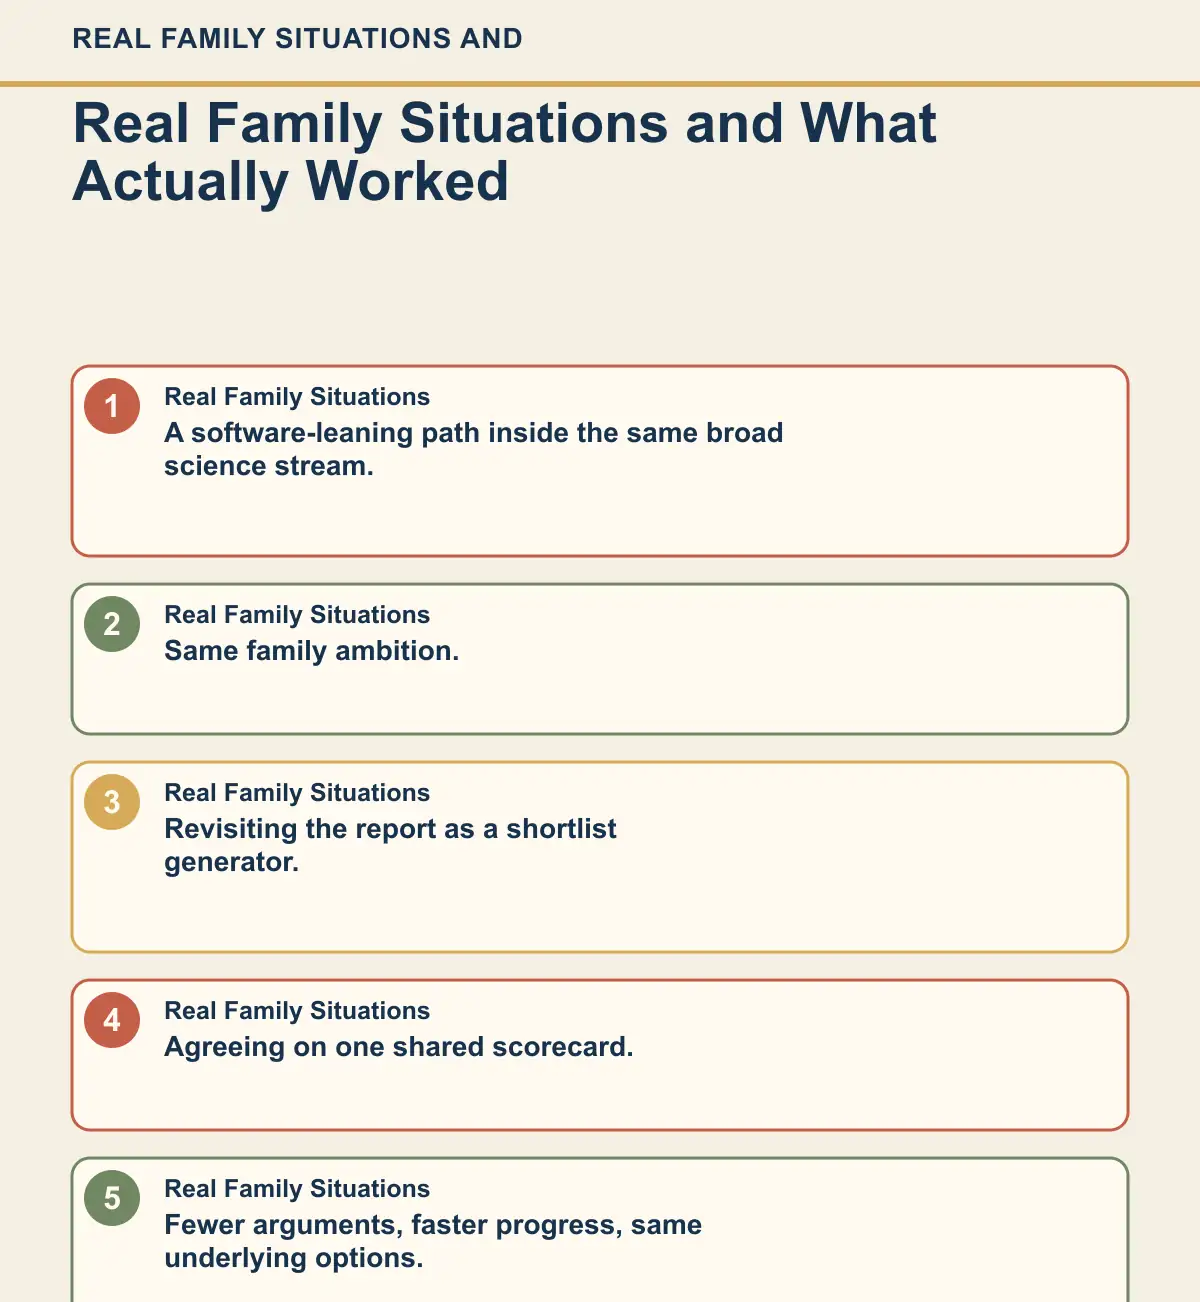 REAL FAMILY SITUATIONS AND
Real Family Situations and What
Actually Worked
1
Real Family Situations
A software-leaning path inside the same broad
science stream.
2
Real Family Situations
Same family ambition.
3
Real Family Situations
Revisiting the report as a shortlist
generator.
4
Real Family Situations
Agreeing on one shared scorecard.
5
Real Family Situations
Fewer arguments, faster progress, same
underlying options.